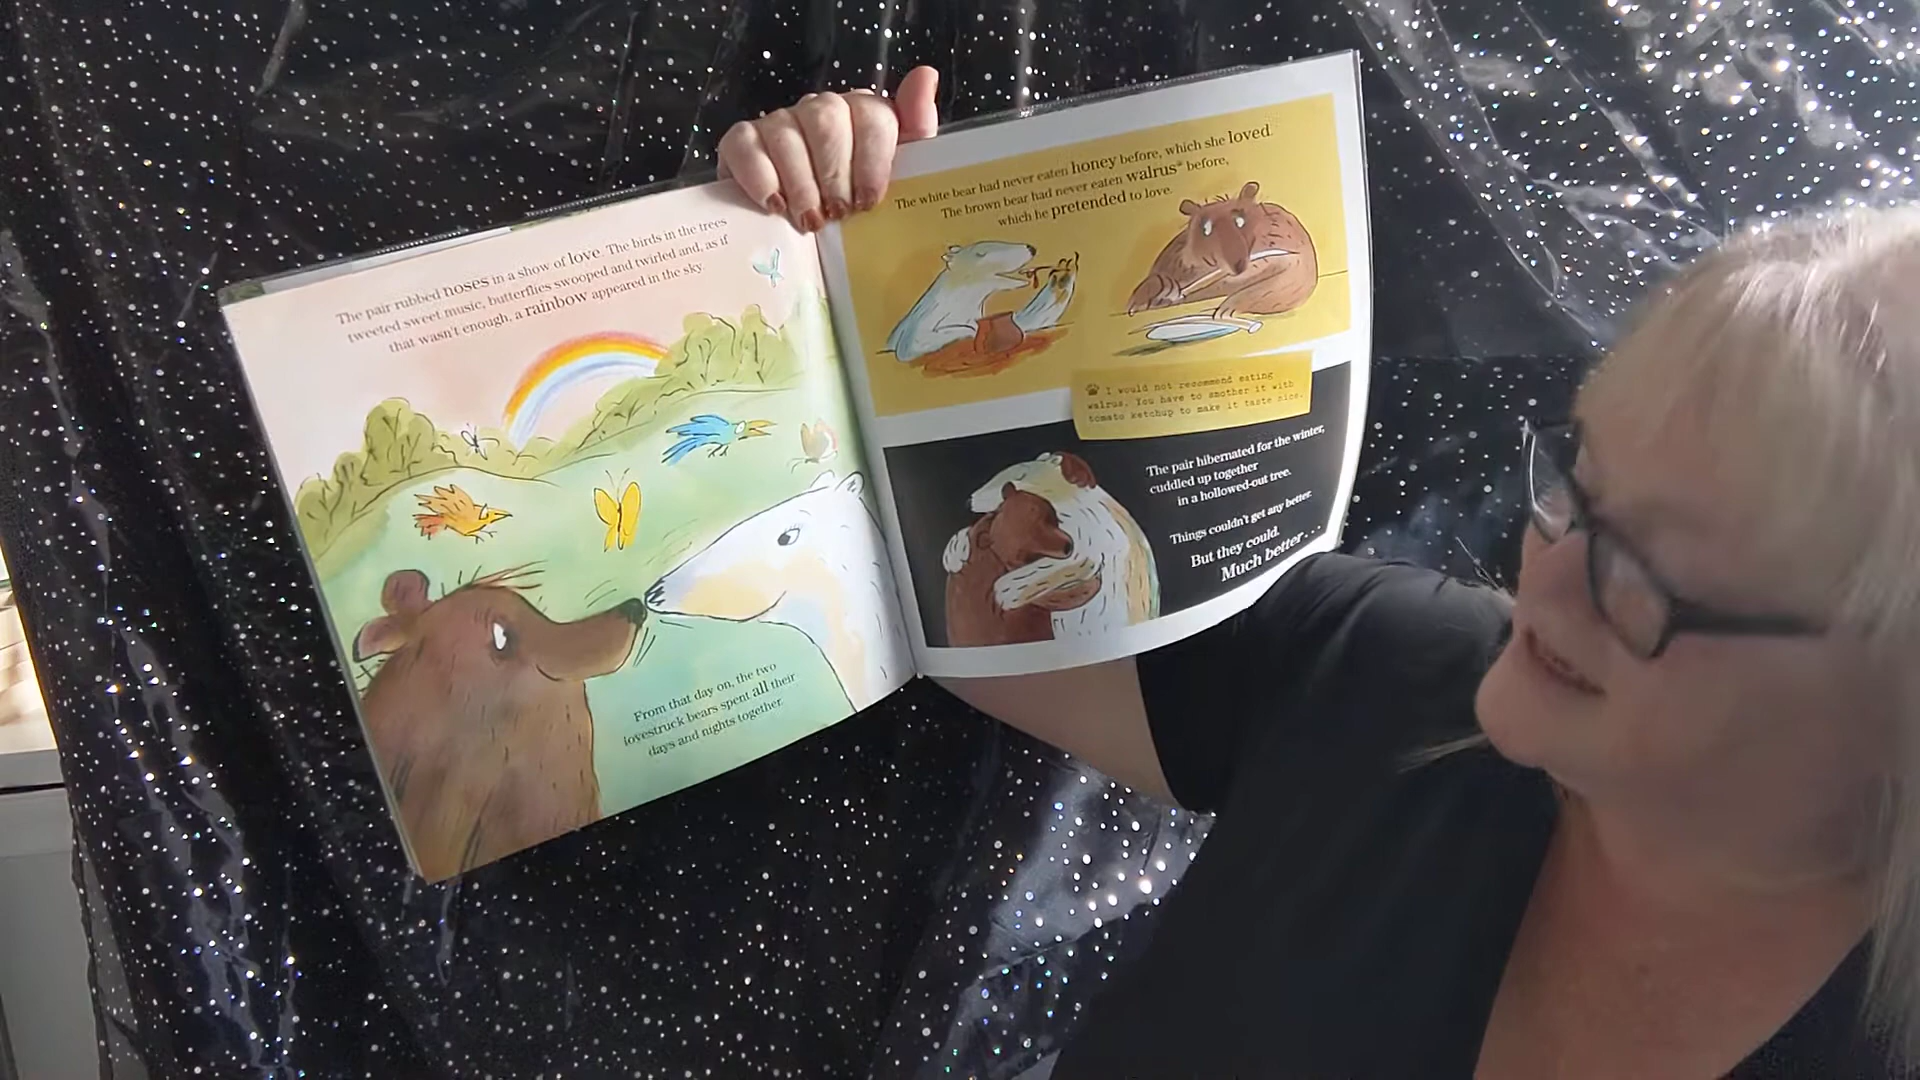 The pair rubbed noses in a show of love. The birds in the trees
tweeted sweet music, butterflies swooped and twirled and, as if
that wasn't enough, a rainbow appeared in the sky.
From that day on, the two
lovestruck bears spent all their
days and nights together.
The white bear had never eaten honey before, which she loved.
The brown bear had never eaten walrus* before,
which he pretended to love.
I would not recommend eating
walrus. You have to smother it with
tomato ketchup to make it taste nice.
The pair hibernated for the winter,
cuddled up together
in a hollowed-out tree.
Things couldn't get any better.
But they could.
Much better...